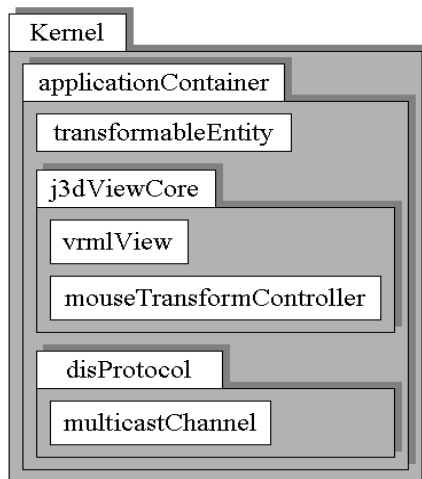 Kernel
applicationContainer
transformableEntity
j3dViewCore
vrmlView
mouseTransformController
disProtocol
multicastChannel